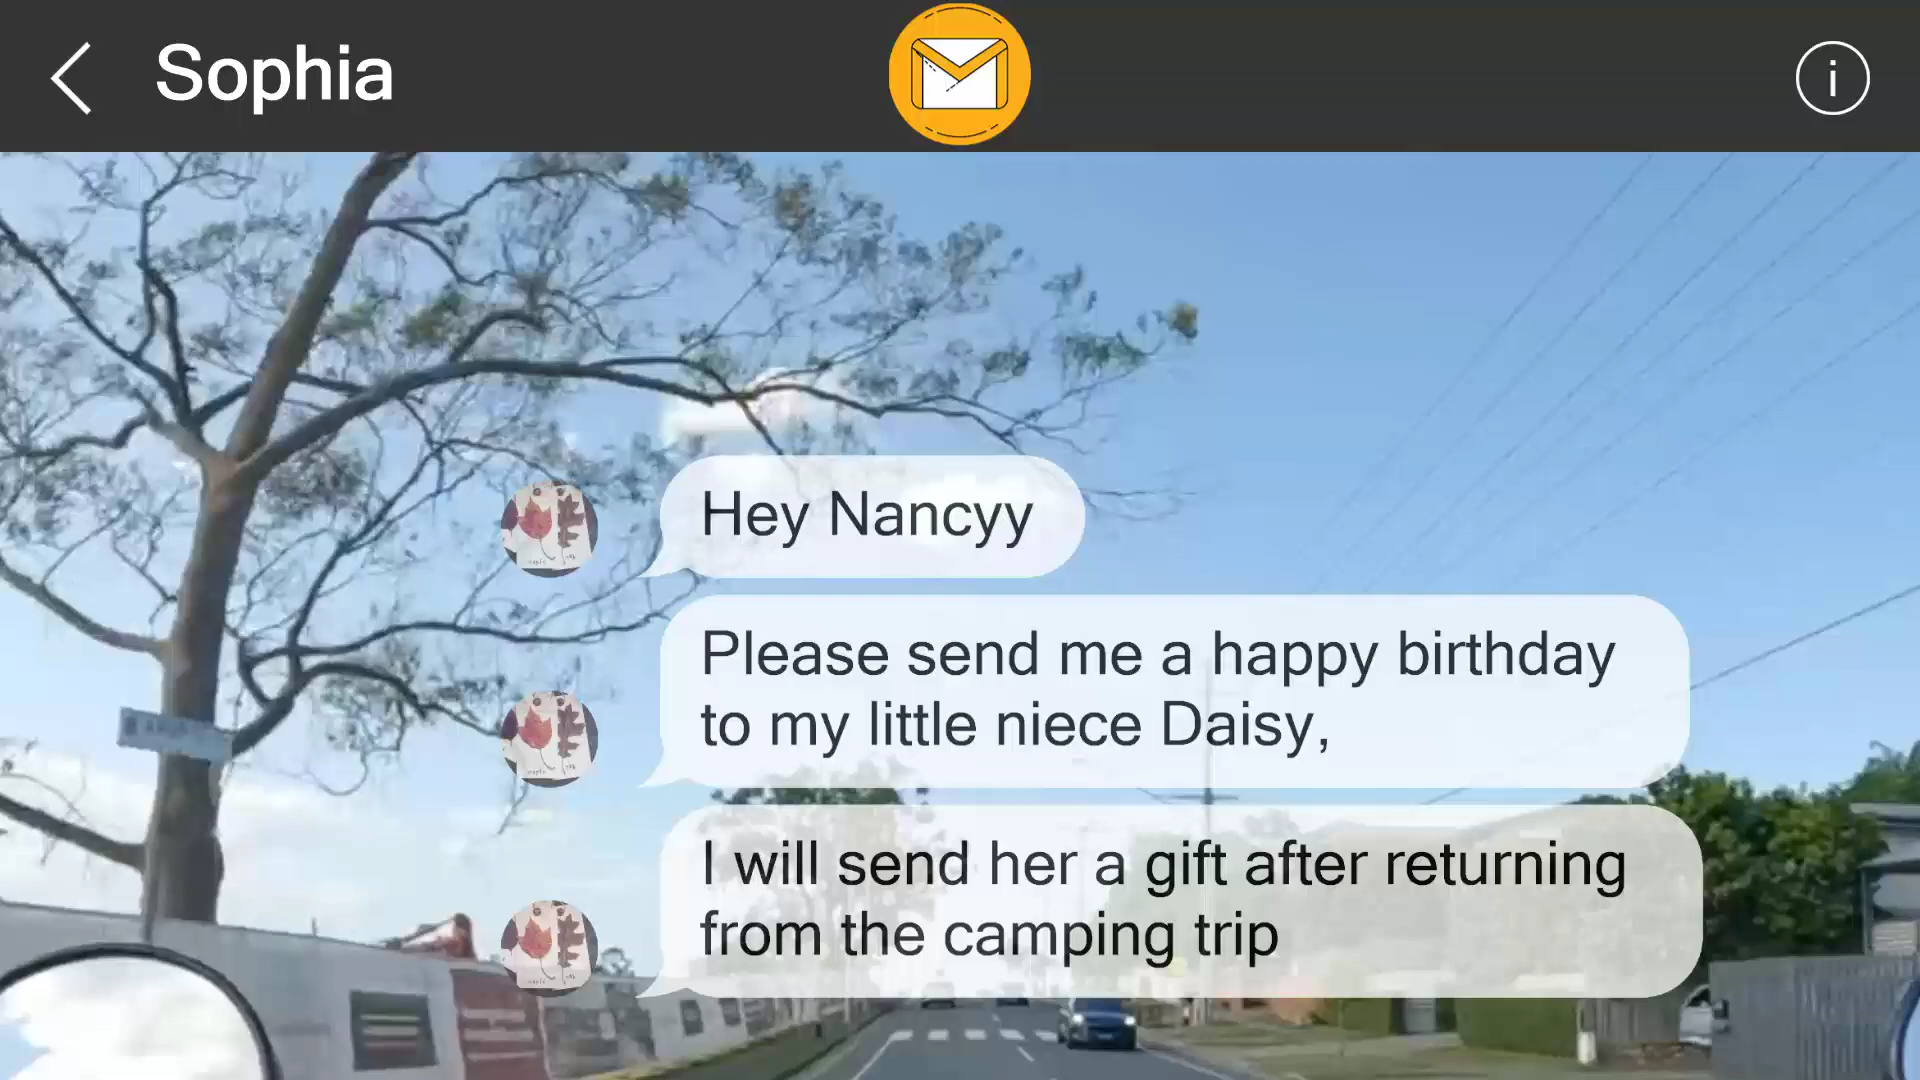 Sophia
Hey Nancyy
Please send me a happy birthday
to my little niece Daisy,
I will send her a gift after returning
from the camping trip